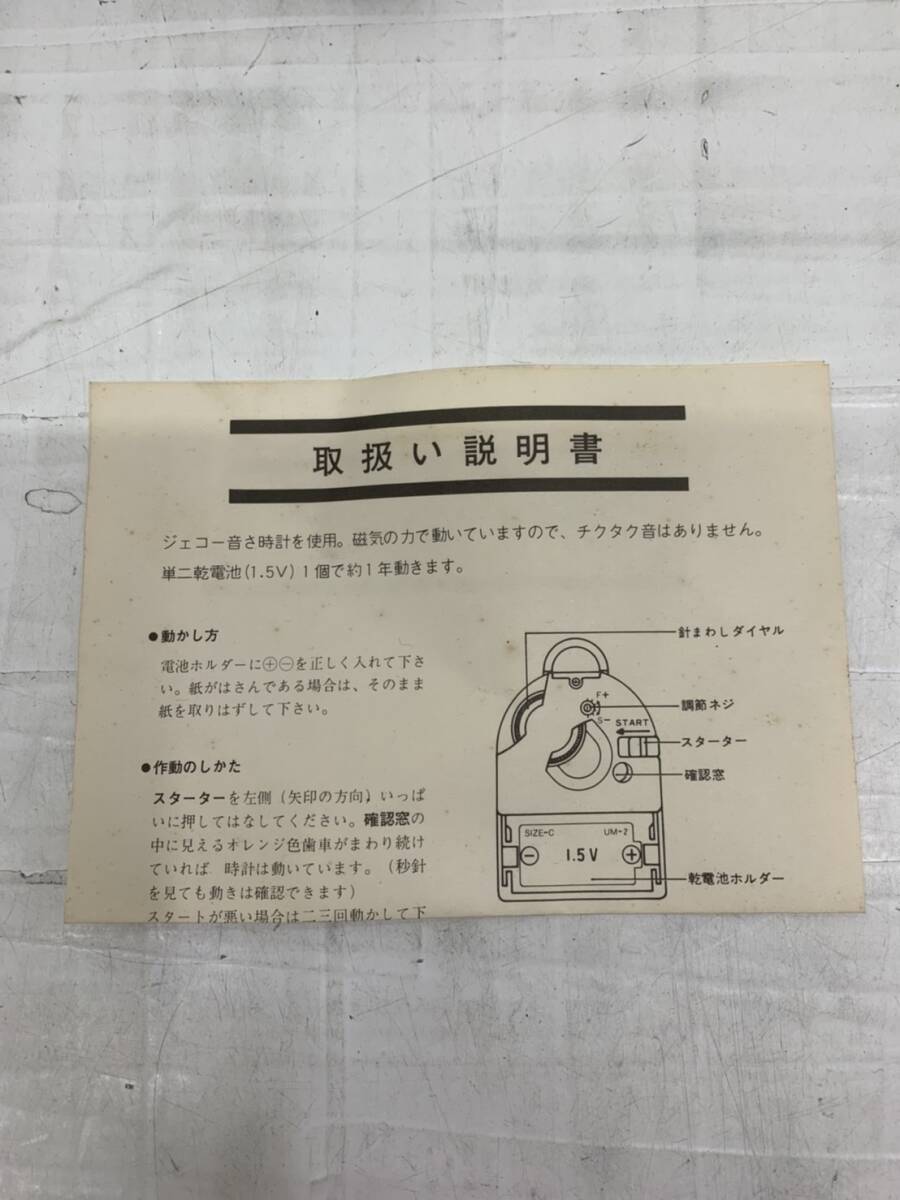 取扱い説明書
ジェコー音さ時計を使用。磁気の力で動いていますので、チクタク音はありません。
単二乾電池(1.5V)1個で約1年動きます。
●動かし方
電池ホルダーに⊕⊖を正しく入れて下さ
い。紙がはさんである場合は、そのまま
紙を取りはずして下さい。
●作動のしかた
スターターを左側(矢印の方向)いっぱ
いに押してはなしてください。確認窓の
中に見えるオレンジ色歯車がまわり続け
ていれば 時計は動いています。(秒針
を見ても動きは確認できます)
スタートが悪い場合は二三回動かして下
針まわしダイヤル
F+
調節ネジ
S-
START
スターター
確認窓
SIZE-C UM-2
⊖ 1.5V ⊕
乾電池ホルダー